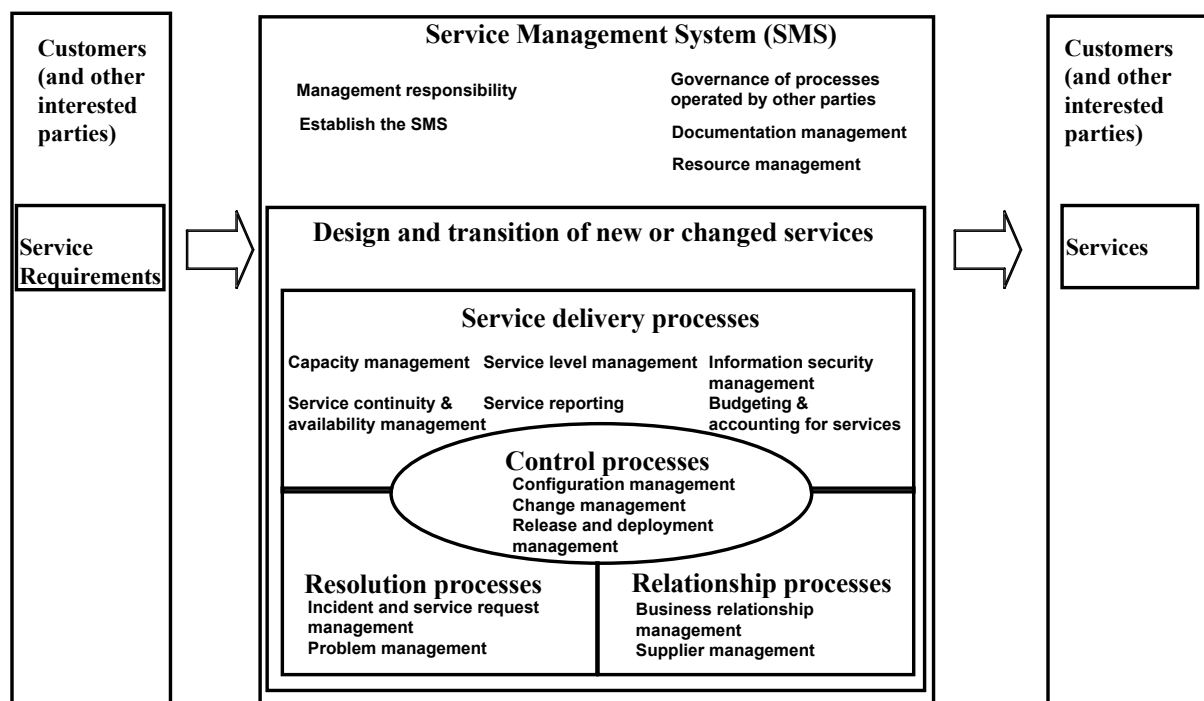 Customers
(and other
interested
parties)
Service
Requirements
Service Management System (SMS)
Management responsibility
Establish the SMS
Governance of processes
operated by other parties
Documentation management
Resource management
Design and transition of new or changed services
Service delivery processes
Capacity management
Service continuity &
availability management
Service level management
Service reporting
Information security
management
Budgeting &
accounting for services
Control processes
Configuration management
Change management
Release and deployment
management
Resolution processes
Incident and service request
management
Problem management
Relationship processes
Business relationship
management
Supplier management
Customers
(and other
interested
parties)
Services